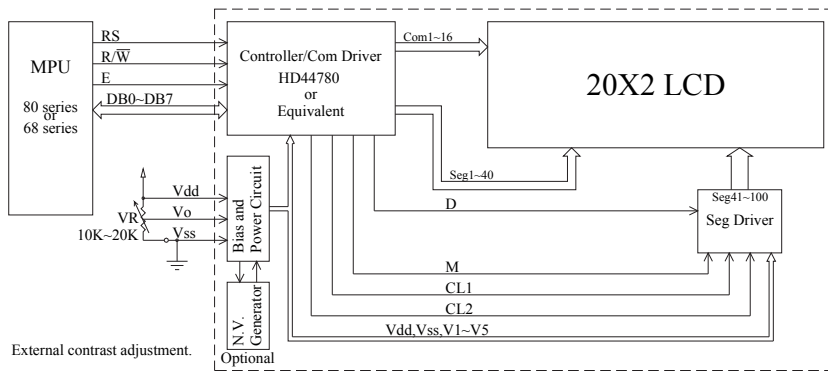 MPU
80 series
or
68 series
RS
R/W̅
E
DB0~DB7
Controller/Com Driver
HD44780
or
Equivalent
Com1~16
20X2 LCD
Seg1~40
Seg41~100
Seg Driver
D
M
CL1
CL2
Vdd,Vss,V1~V5
Vdd
Vo
Vss
VR
10K~20K
Bias and
Power Circuit
N.V.
Generator
Optional
External contrast adjustment.